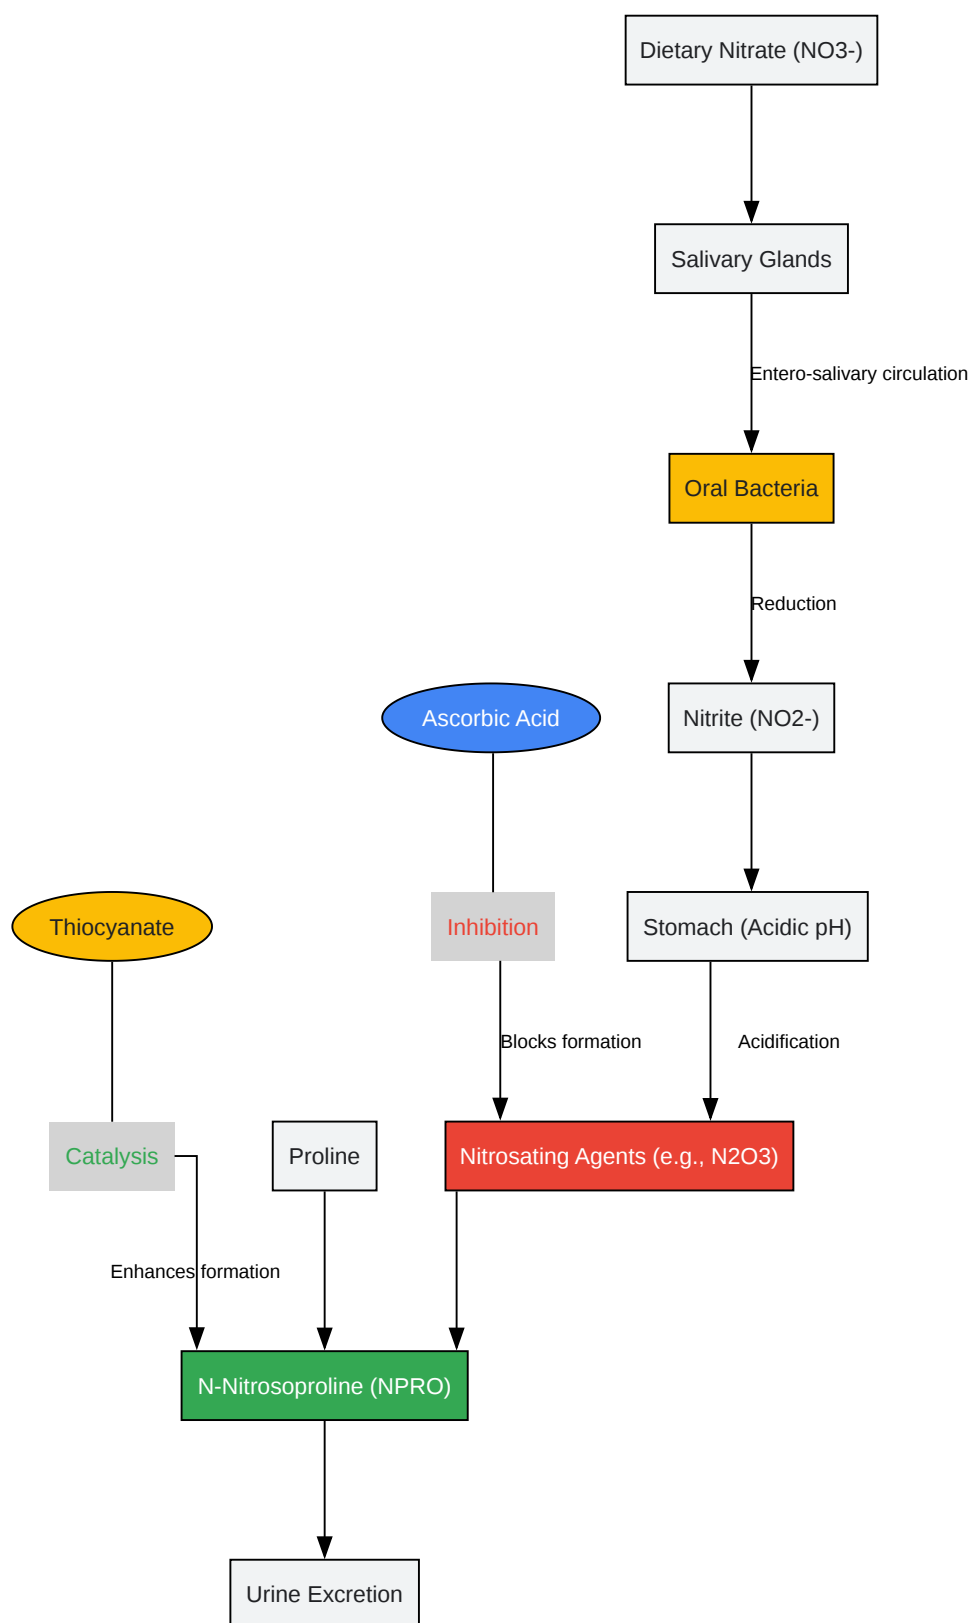 Dietary Nitrate (NO3-)
Salivary Glands
Entero-salivary circulation
Oral Bacteria
Reduction
Ascorbic Acid
Nitrite (NO2-)
Thiocyanate
Inhibition
Stomach (Acidic pH)
Blocks formation
Acidification
Catalysis
Proline
Nitrosating Agents (e.g., N2O3)
Enhances formation
N-Nitrosoproline (NPRO)
Urine Excretion